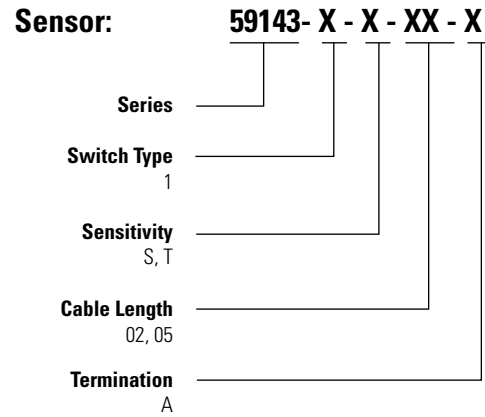 Sensor: 59143- X - X - XX - X
Series
Switch Type
1
Sensitivity
S, T
Cable Length
02, 05
Termination
A